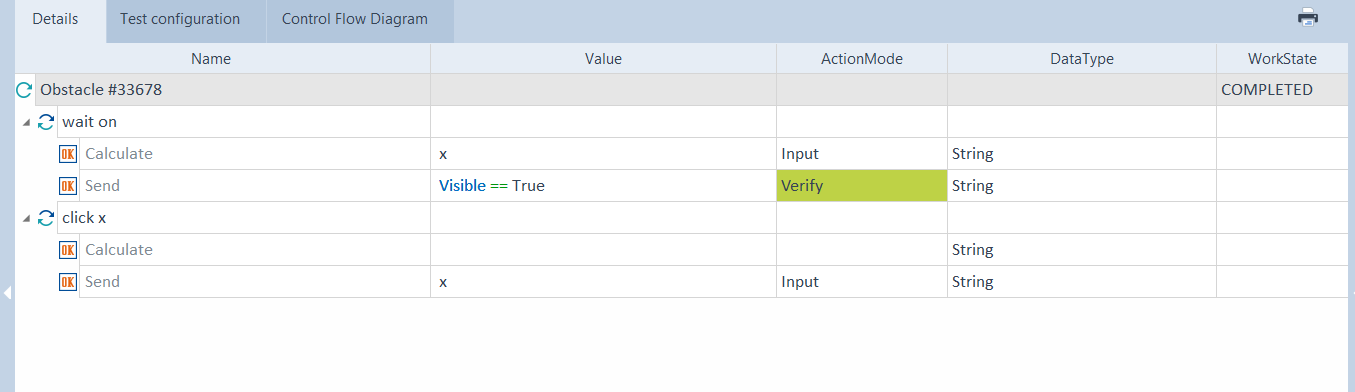 Details Test configuration Control Flow Diagram
Name Value ActionMode DataType WorkState
Obstacle #33678 COMPLETED
wait on
OK Calculate x Input String
OK Send Visible == True Verify String
click x
OK Calculate String
OK Send x Input String